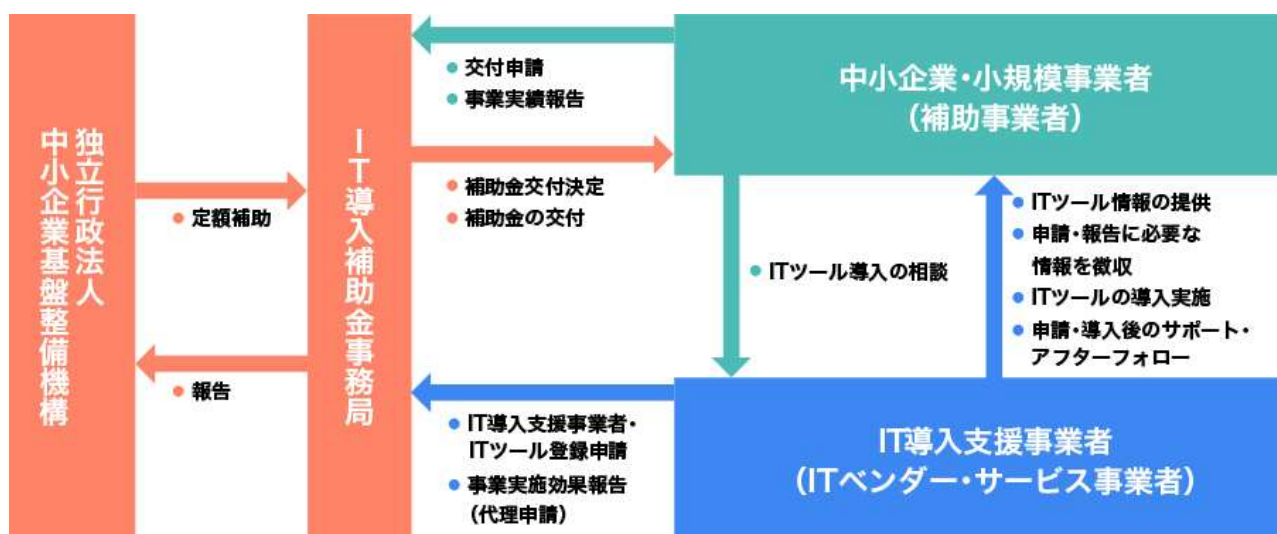 独立行政法人
中小企業基盤整備機構
● 定額補助
● 報告
IT導入補助金事務局
● 交付申請
● 事業実績報告
● 補助金交付決定
● 補助金の交付
● IT導入支援事業者・
ITツール登録申請
● 事業実施効果報告
（代理申請）
中小企業・小規模事業者
（補助事業者）
● ITツール導入の相談
● ITツール情報の提供
● 申請・報告に必要な
情報を徴収
● ITツールの導入実施
● 申請・導入後のサポート・
アフターフォロー
IT導入支援事業者
（ITベンダー・サービス事業者）